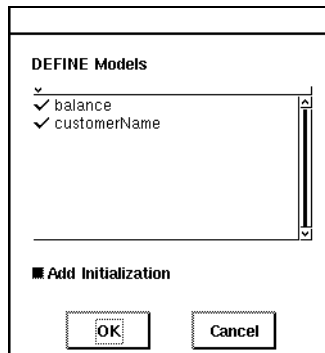 DEFINE Models
balance
customerName
Add Initialization
OK
Cancel